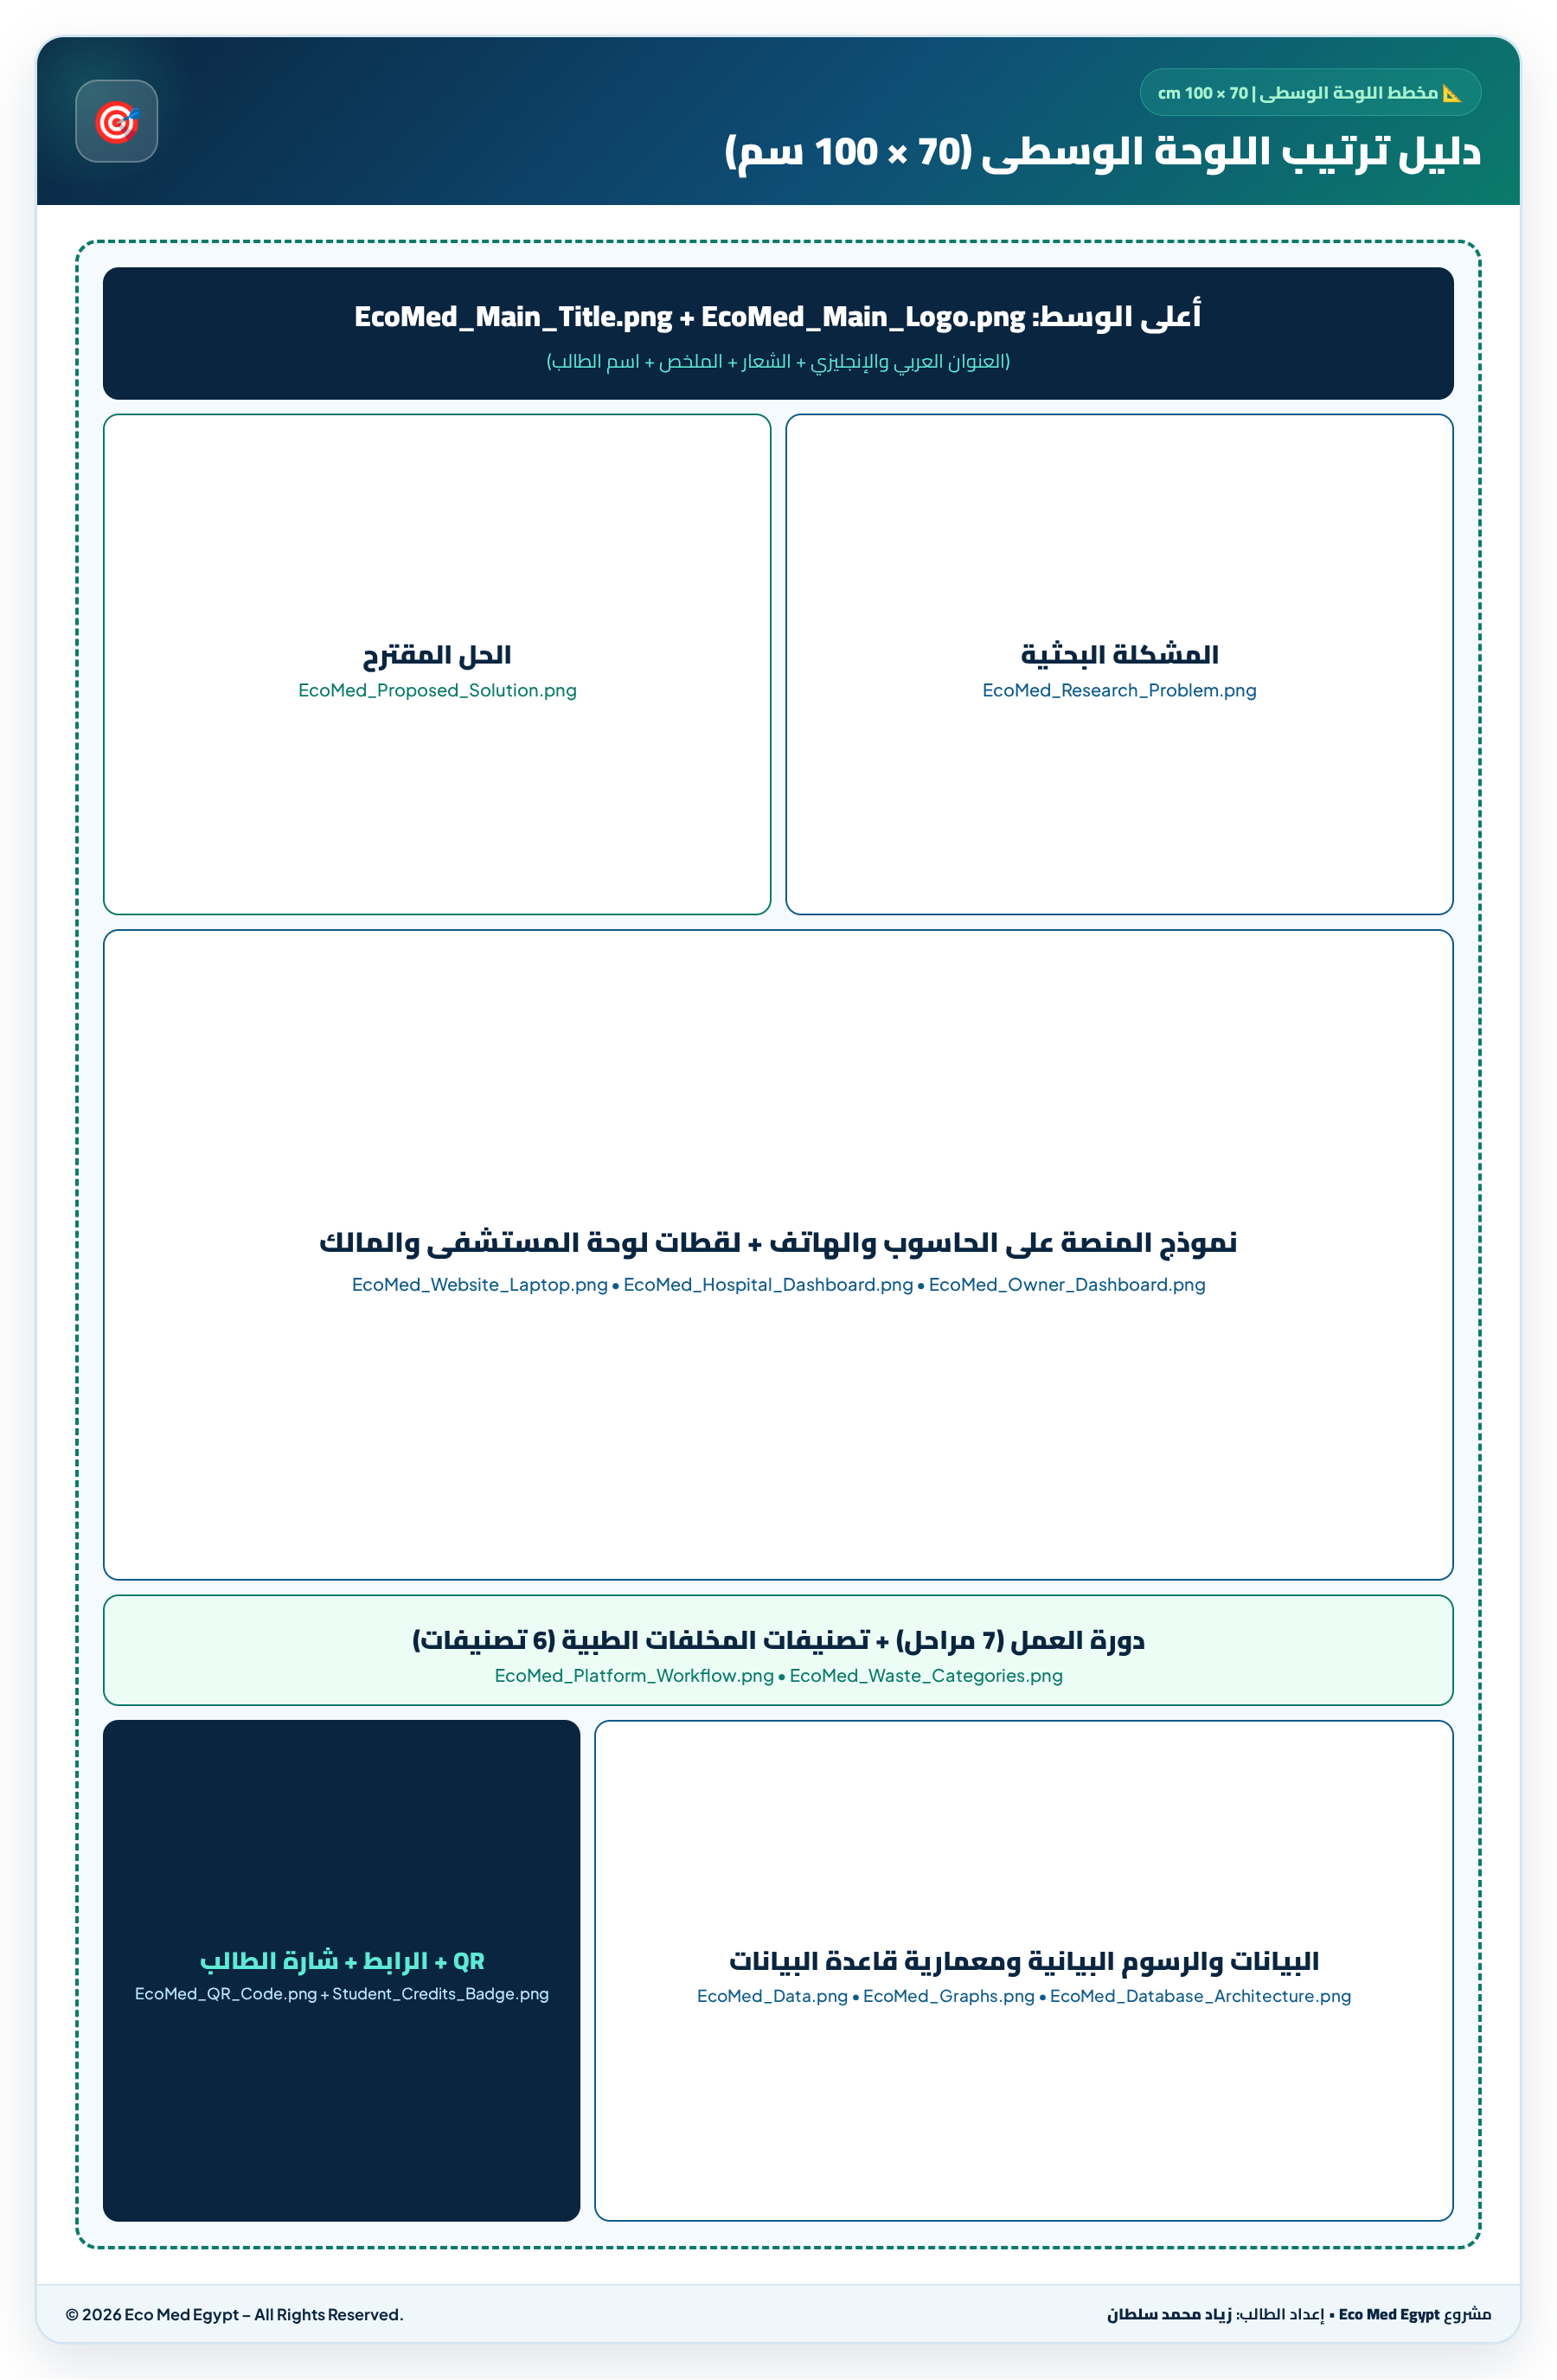 📐 مخطط اللوحة الوسطى | 70 × 100 cm
دليل ترتيب اللوحة الوسطى (70 × 100 سم)
أعلى الوسط: EcoMed_Main_Title.png + EcoMed_Main_Logo.png
(العنوان العربي والإنجليزي + الشعار + الملخص + اسم الطالب)
المشكلة البحثية
EcoMed_Research_Problem.png
الحل المقترح
EcoMed_Proposed_Solution.png
نموذج المنصة على الحاسوب والهاتف + لقطات لوحة المستشفى والمالك
EcoMed_Website_Laptop.png • EcoMed_Hospital_Dashboard.png • EcoMed_Owner_Dashboard.png
دورة العمل (7 مراحل) + تصنيفات المخلفات الطبية (6 تصنيفات)
EcoMed_Platform_Workflow.png • EcoMed_Waste_Categories.png
البيانات والرسوم البيانية ومعمارية قاعدة البيانات
EcoMed_Data.png • EcoMed_Graphs.png • EcoMed_Database_Architecture.png
QR + الرابط + شارة الطالب
EcoMed_QR_Code.png + Student_Credits_Badge.png
مشروع Eco Med Egypt • إعداد الطالب: زياد محمد سلطان
© 2026 Eco Med Egypt – All Rights Reserved.